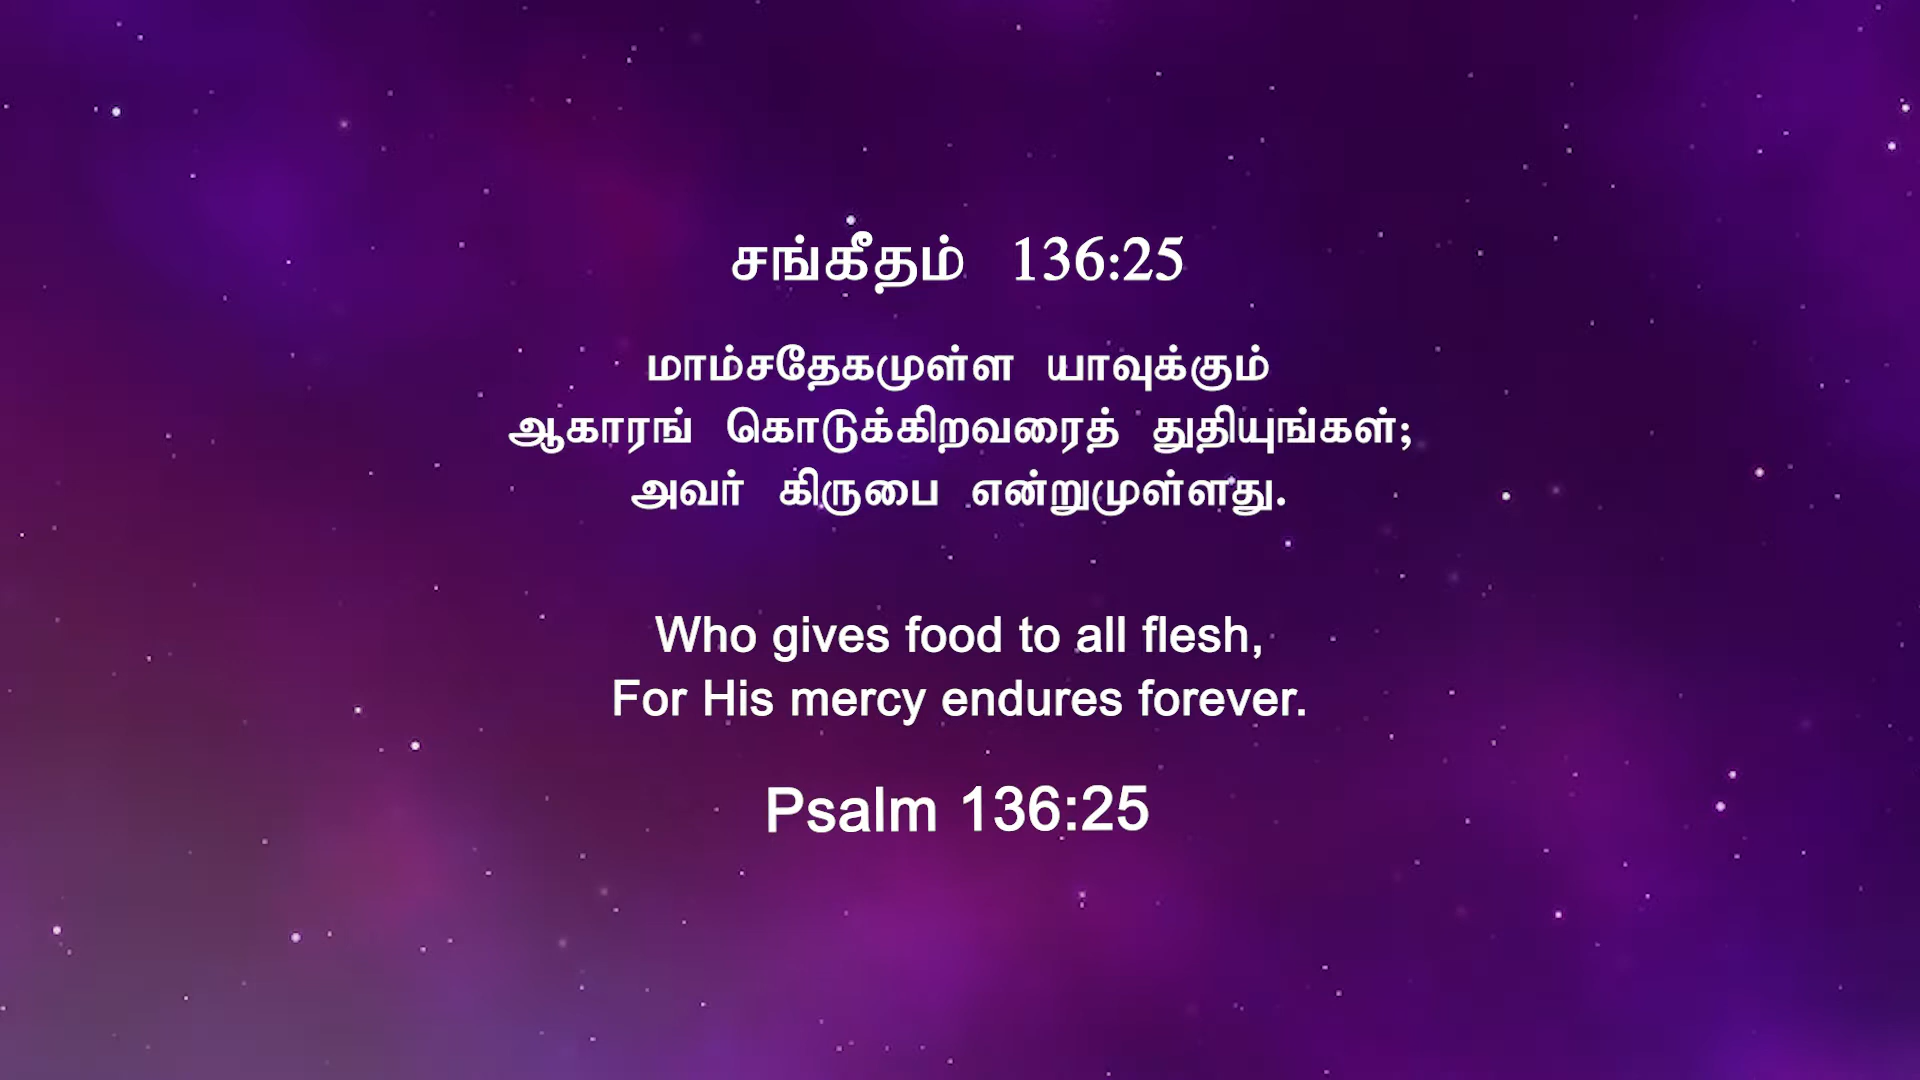 சங்கீதம் 136:25
மாம்சதேகமுள்ள யாவுக்கும்
ஆகாரங் கொடுக்கிறவரைத் துதியுங்கள்;
அவர் கிருபை என்றுமுள்ளது.
Who gives food to all flesh,
For His mercy endures forever.
Psalm 136:25